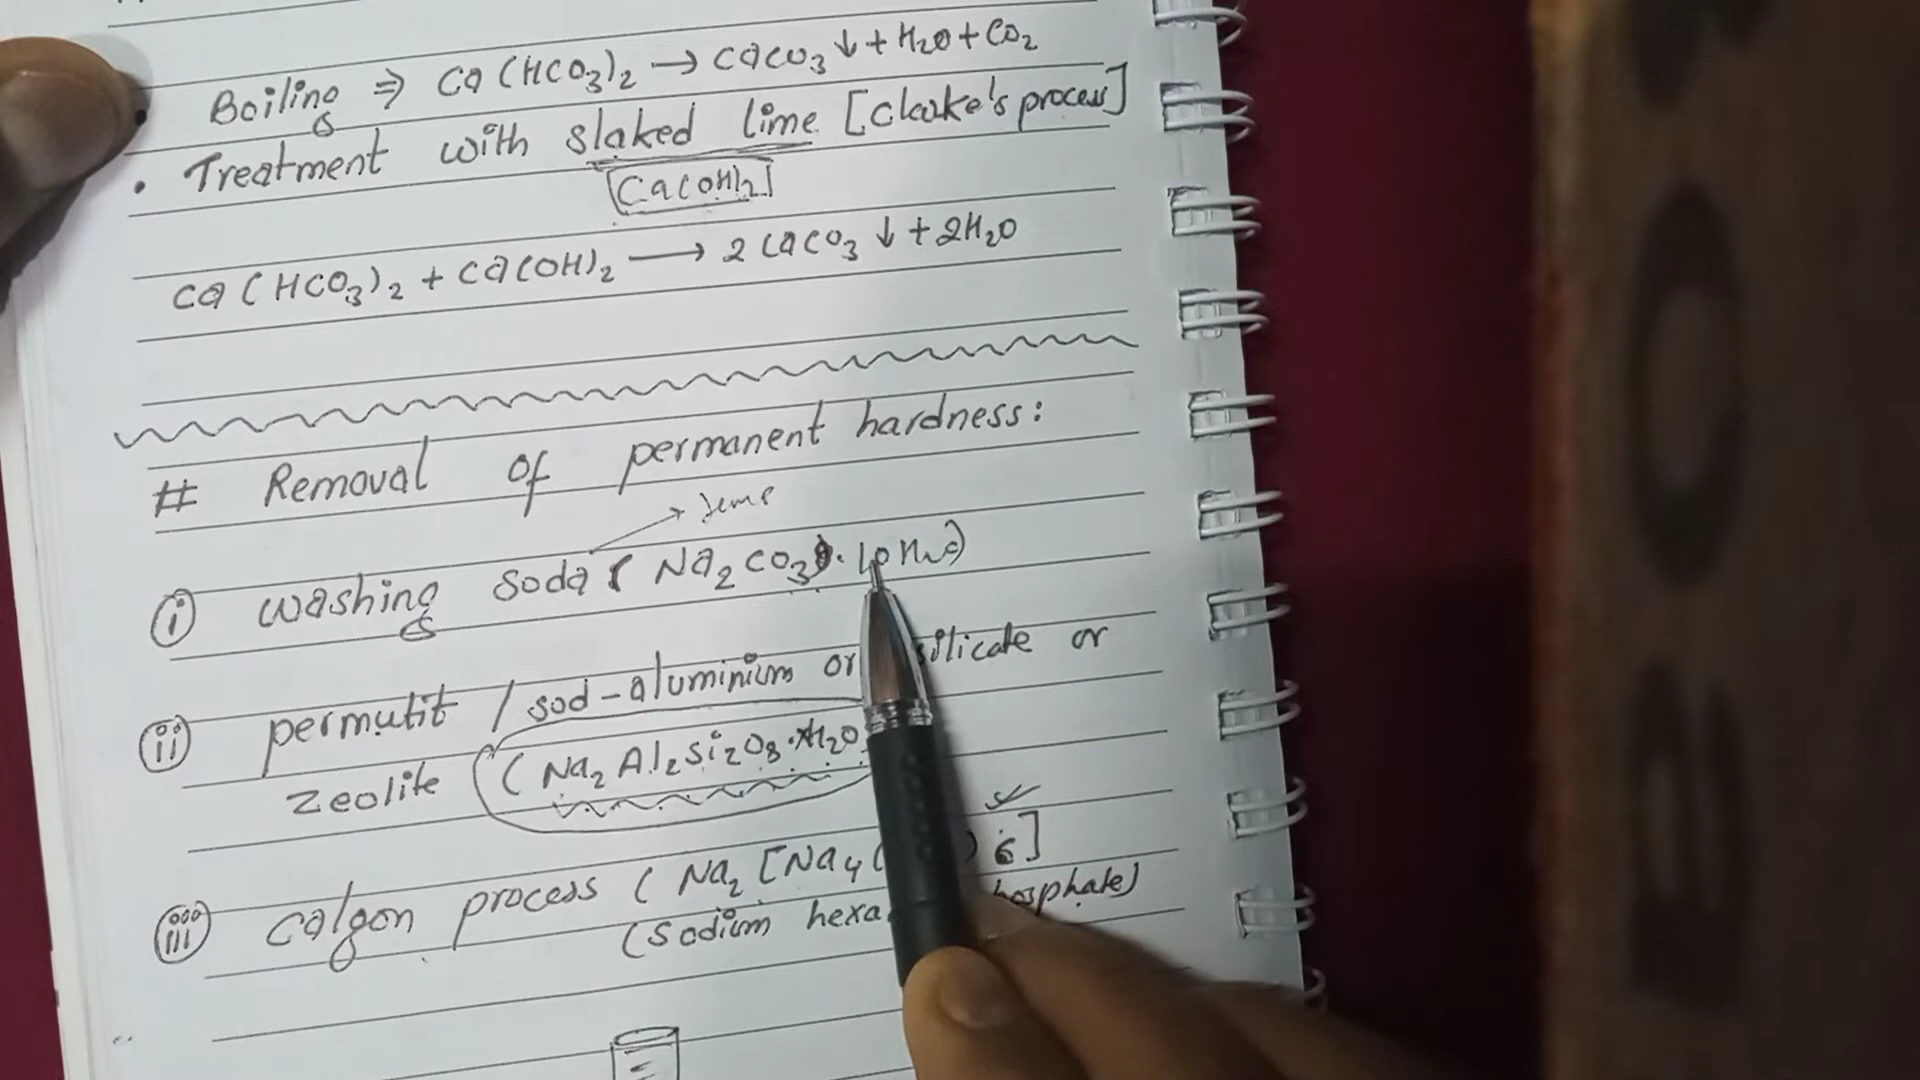 Boiling ⇒ Ca(HCO3)2 → CaCO3↓ + H2O + CO2
• Treatment with slaked lime [Clarke's process]
[Ca(OH)2]
Ca(HCO3)2 + Ca(OH)2 → 2CaCO3↓ + 2H2O
# Removal of permanent hardness:
→ temp
(i) washing soda (Na2CO3·10H2O)
(ii) permutit / sod-aluminium or silicate or
zeolite (Na2Al2Si2O8·XH2O
(iii) calgon process (Na2[Na4( )6]
(sodium hexa